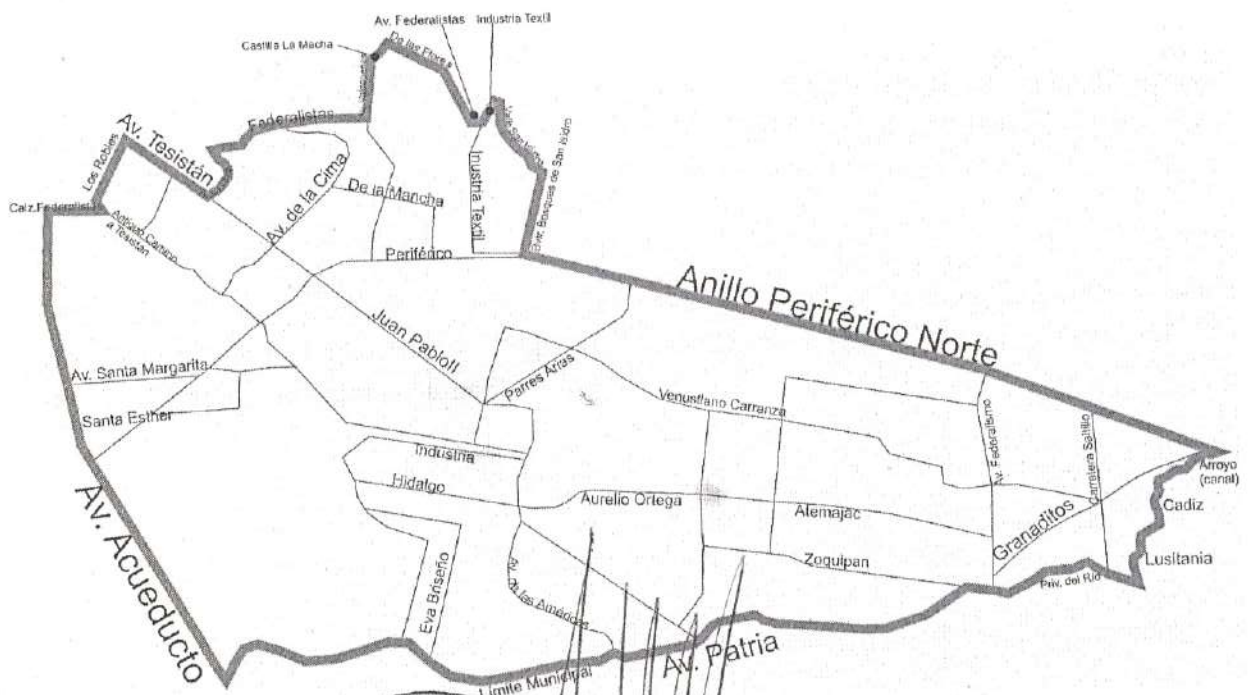 Av. Federalistas
Industria Textil
Castilla La Macha
De las Flores
Federalistas
Av. Tesistán
Los Robles
Calz.Federalistas
Antiguo Camino
a Tesistán
Av. de la Cima
De la Mancha
Inustria Textil
Blvr. Bosques de San Isidro
Periférico
Anillo Periférico Norte
Juan PabloII
Av. Santa Margarita
Santa Esther
Parres Arias
Venustiano Carranza
Av. Federalismo
Carretera Saltillo
Arroyo
(canal)
Industria
Hidalgo
Aurelio Ortega
Atemajac
Granaditos
Cadiz
Lusitania
Zoquipan
Priv. del Rio
Eva Briseño
Av. de las Américas
Av. Acueducto
Av. Patria
Limite Municipal